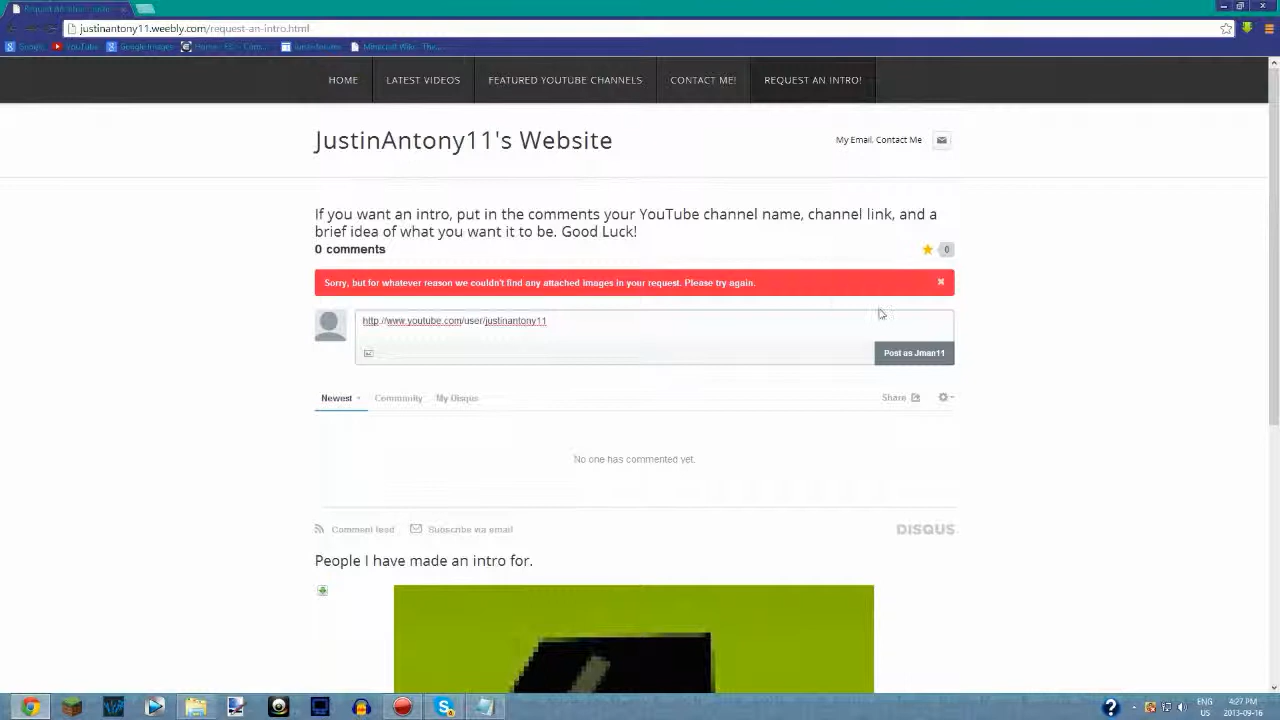 justinantony11.weebly.com/request-an-intro.html
Google YouTube Google Images
HOME LATEST VIDEOS FEATURED YOUTUBE CHANNELS CONTACT ME! REQUEST AN INTRO!
JustinAntony11's Website
My Email. Contact Me
If you want an intro, put in the comments your YouTube channel name, channel link, and a
brief idea of what you want it to be. Good Luck!
0 comments
0
Sorry, but for whatever reason we couldn't find any attached images in your request. Please try again.
http://www.youtube.com/user/justinantony11
Post as Jman11
Newest Community My Disqus Share
No one has commented yet.
Comment feed Subscribe via email DISQUS
People I have made an intro for.
ENG 4:27 PM
US 2013-09-16